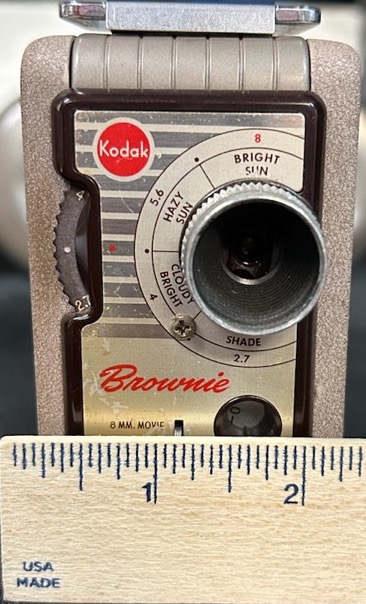 Kodak
8
BRIGHT
SUN
5.6
HAZY
SUN
4
CLOUDY
BRIGHT
4
2.7
SHADE
2.7
Brownie
8 MM. MOVIE
1
2
USA
MADE